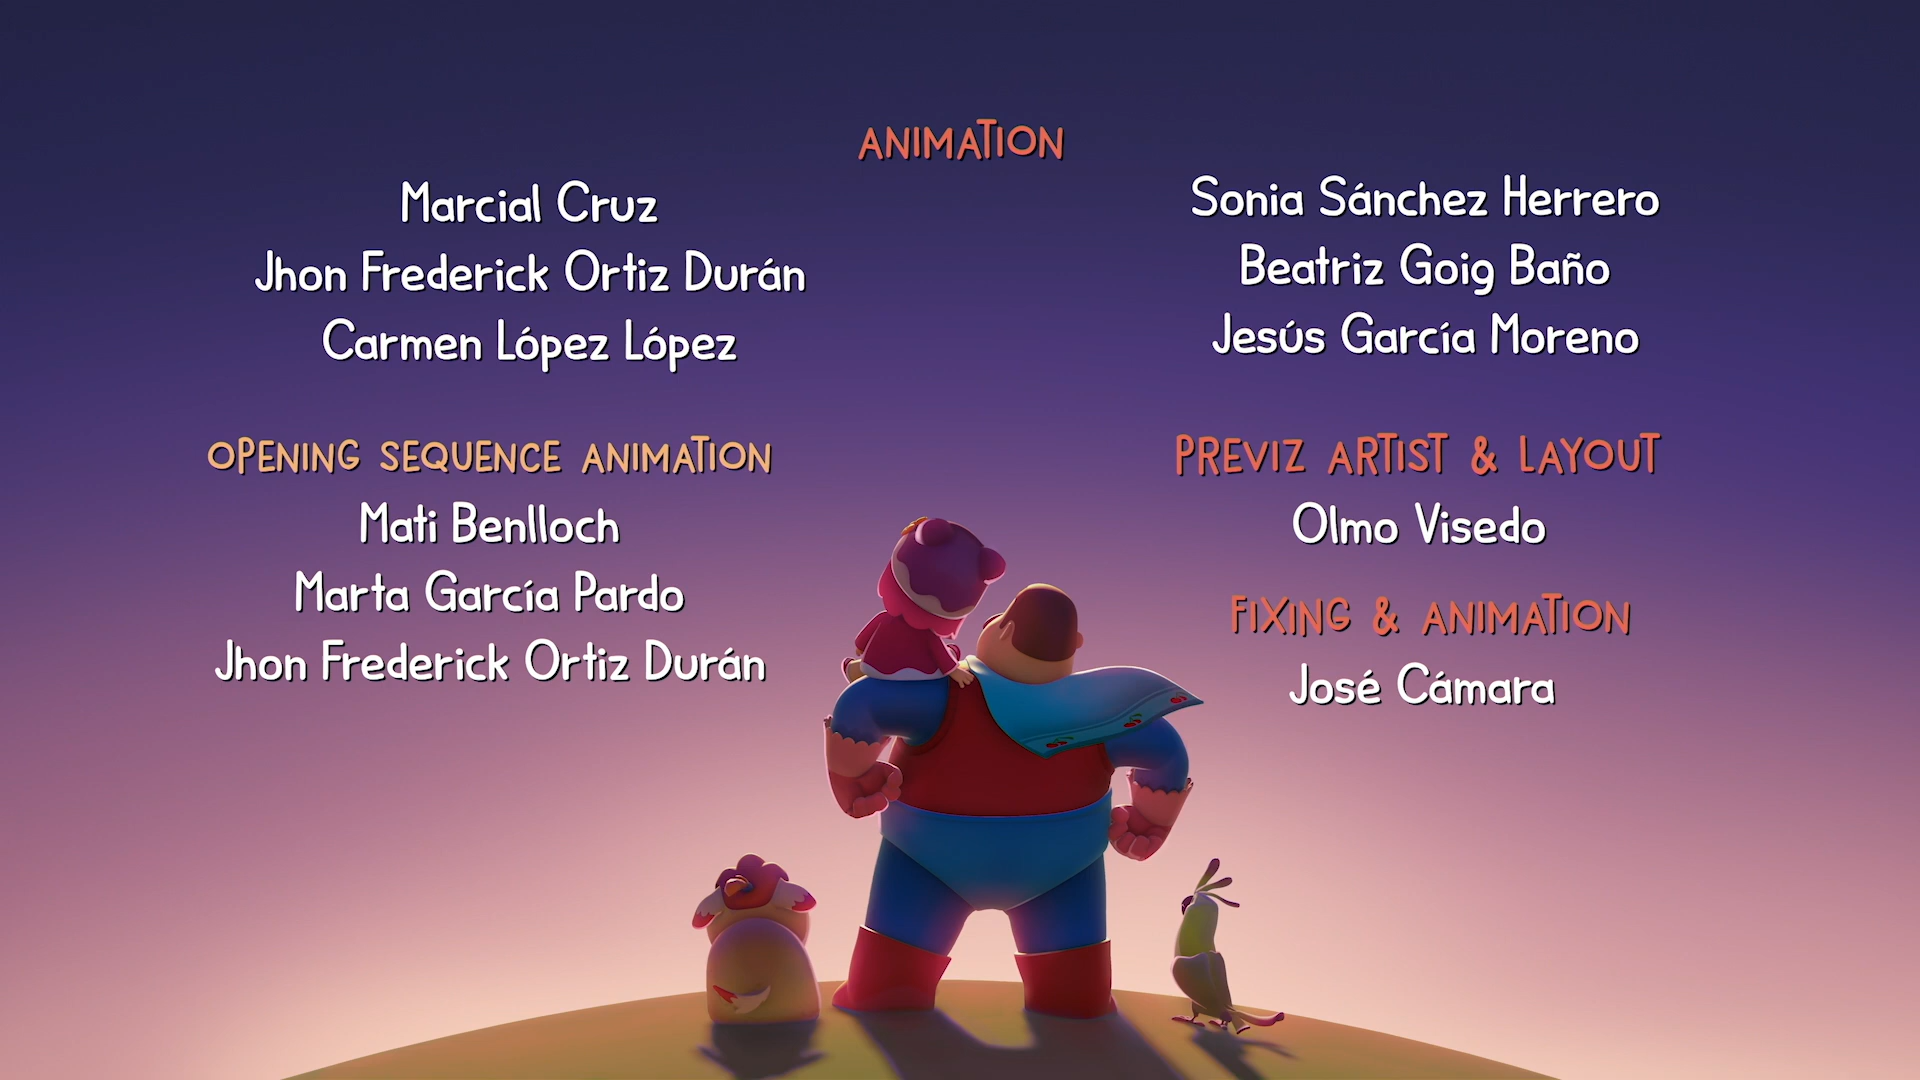 ANIMATION
Marcial Cruz
Jhon Frederick Ortiz Durán
Carmen López López
Sonia Sánchez Herrero
Beatriz Goig Baño
Jesús García Moreno
OPENING SEQUENCE ANIMATION
Mati Benlloch
Marta García Pardo
Jhon Frederick Ortiz Durán
PREVIZ ARTIST & LAYOUT
Olmo Visedo
FIXING & ANIMATION
José Cámara